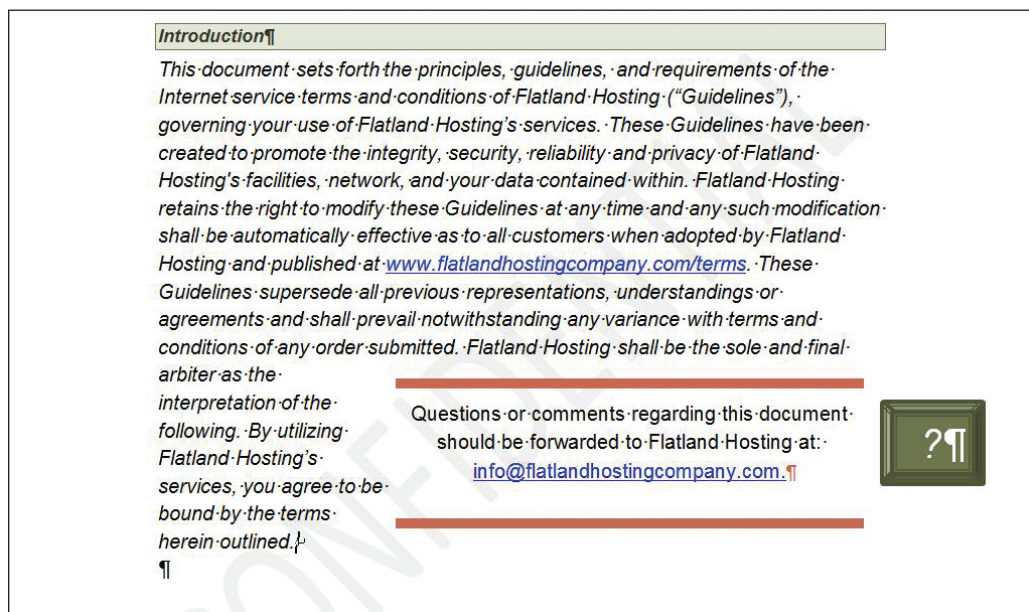 Introduction¶
This·document·sets·forth·the·principles,·guidelines,·and·requirements·of·the·
Internet·service·terms·and·conditions·of·Flatland·Hosting·(“Guidelines”),·
governing·your·use·of·Flatland·Hosting’s·services.·These·Guidelines·have·been·
created·to·promote·the·integrity,·security,·reliability·and·privacy·of·Flatland·
Hosting's·facilities,·network,·and·your·data·contained·within.·Flatland·Hosting·
retains·the·right·to·modify·these·Guidelines·at·any·time·and·any·such·modification·
shall·be·automatically·effective·as·to·all·customers·when·adopted·by·Flatland·
Hosting·and·published·at·www.flatlandhostingcompany.com/terms.·These·
Guidelines·supersede·all·previous·representations,·understandings·or·
agreements·and·shall·prevail·notwithstanding·any·variance·with·terms·and·
conditions·of·any·order·submitted.·Flatland·Hosting·shall·be·the·sole·and·final·
arbiter·as·the·
interpretation·of·the·
following.·By·utilizing·
Flatland·Hosting’s·
services,·you·agree·to·be·
bound·by·the·terms·
herein·outlined.
¶
Questions·or·comments·regarding·this·document·
should·be·forwarded·to·Flatland·Hosting·at:·
info@flatlandhostingcompany.com.¶
?¶
CONFIDENTIAL